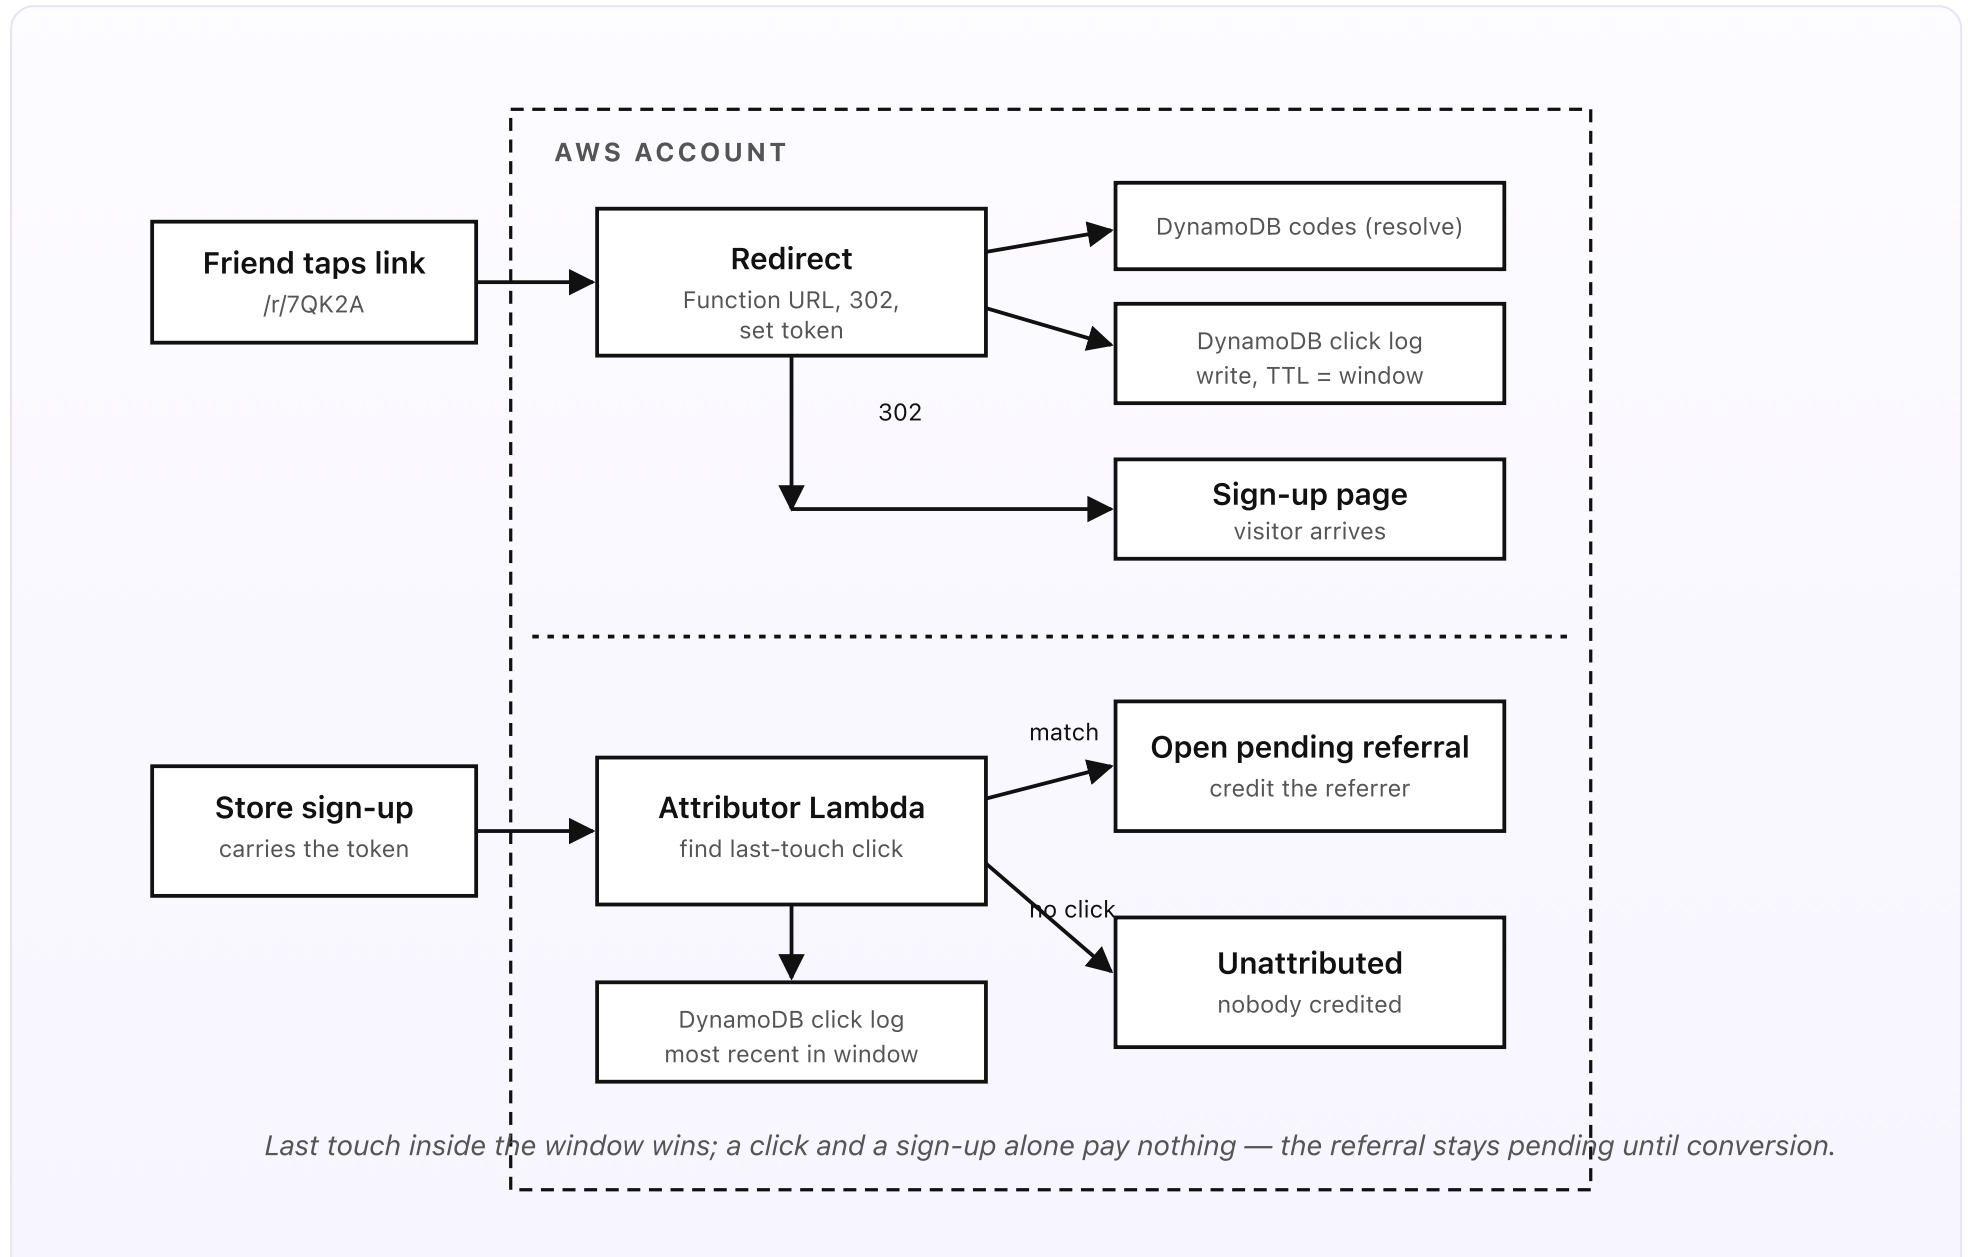 AWS ACCOUNT
Friend taps link
/r/7QK2A
Redirect
Function URL, 302,
set token
DynamoDB codes (resolve)
DynamoDB click log
write, TTL = window
302
Sign-up page
visitor arrives
Store sign-up
carries the token
Attributor Lambda
find last-touch click
match
Open pending referral
credit the referrer
no click
Unattributed
nobody credited
DynamoDB click log
most recent in window
Last touch inside the window wins; a click and a sign-up alone pay nothing — the referral stays pending until conversion.